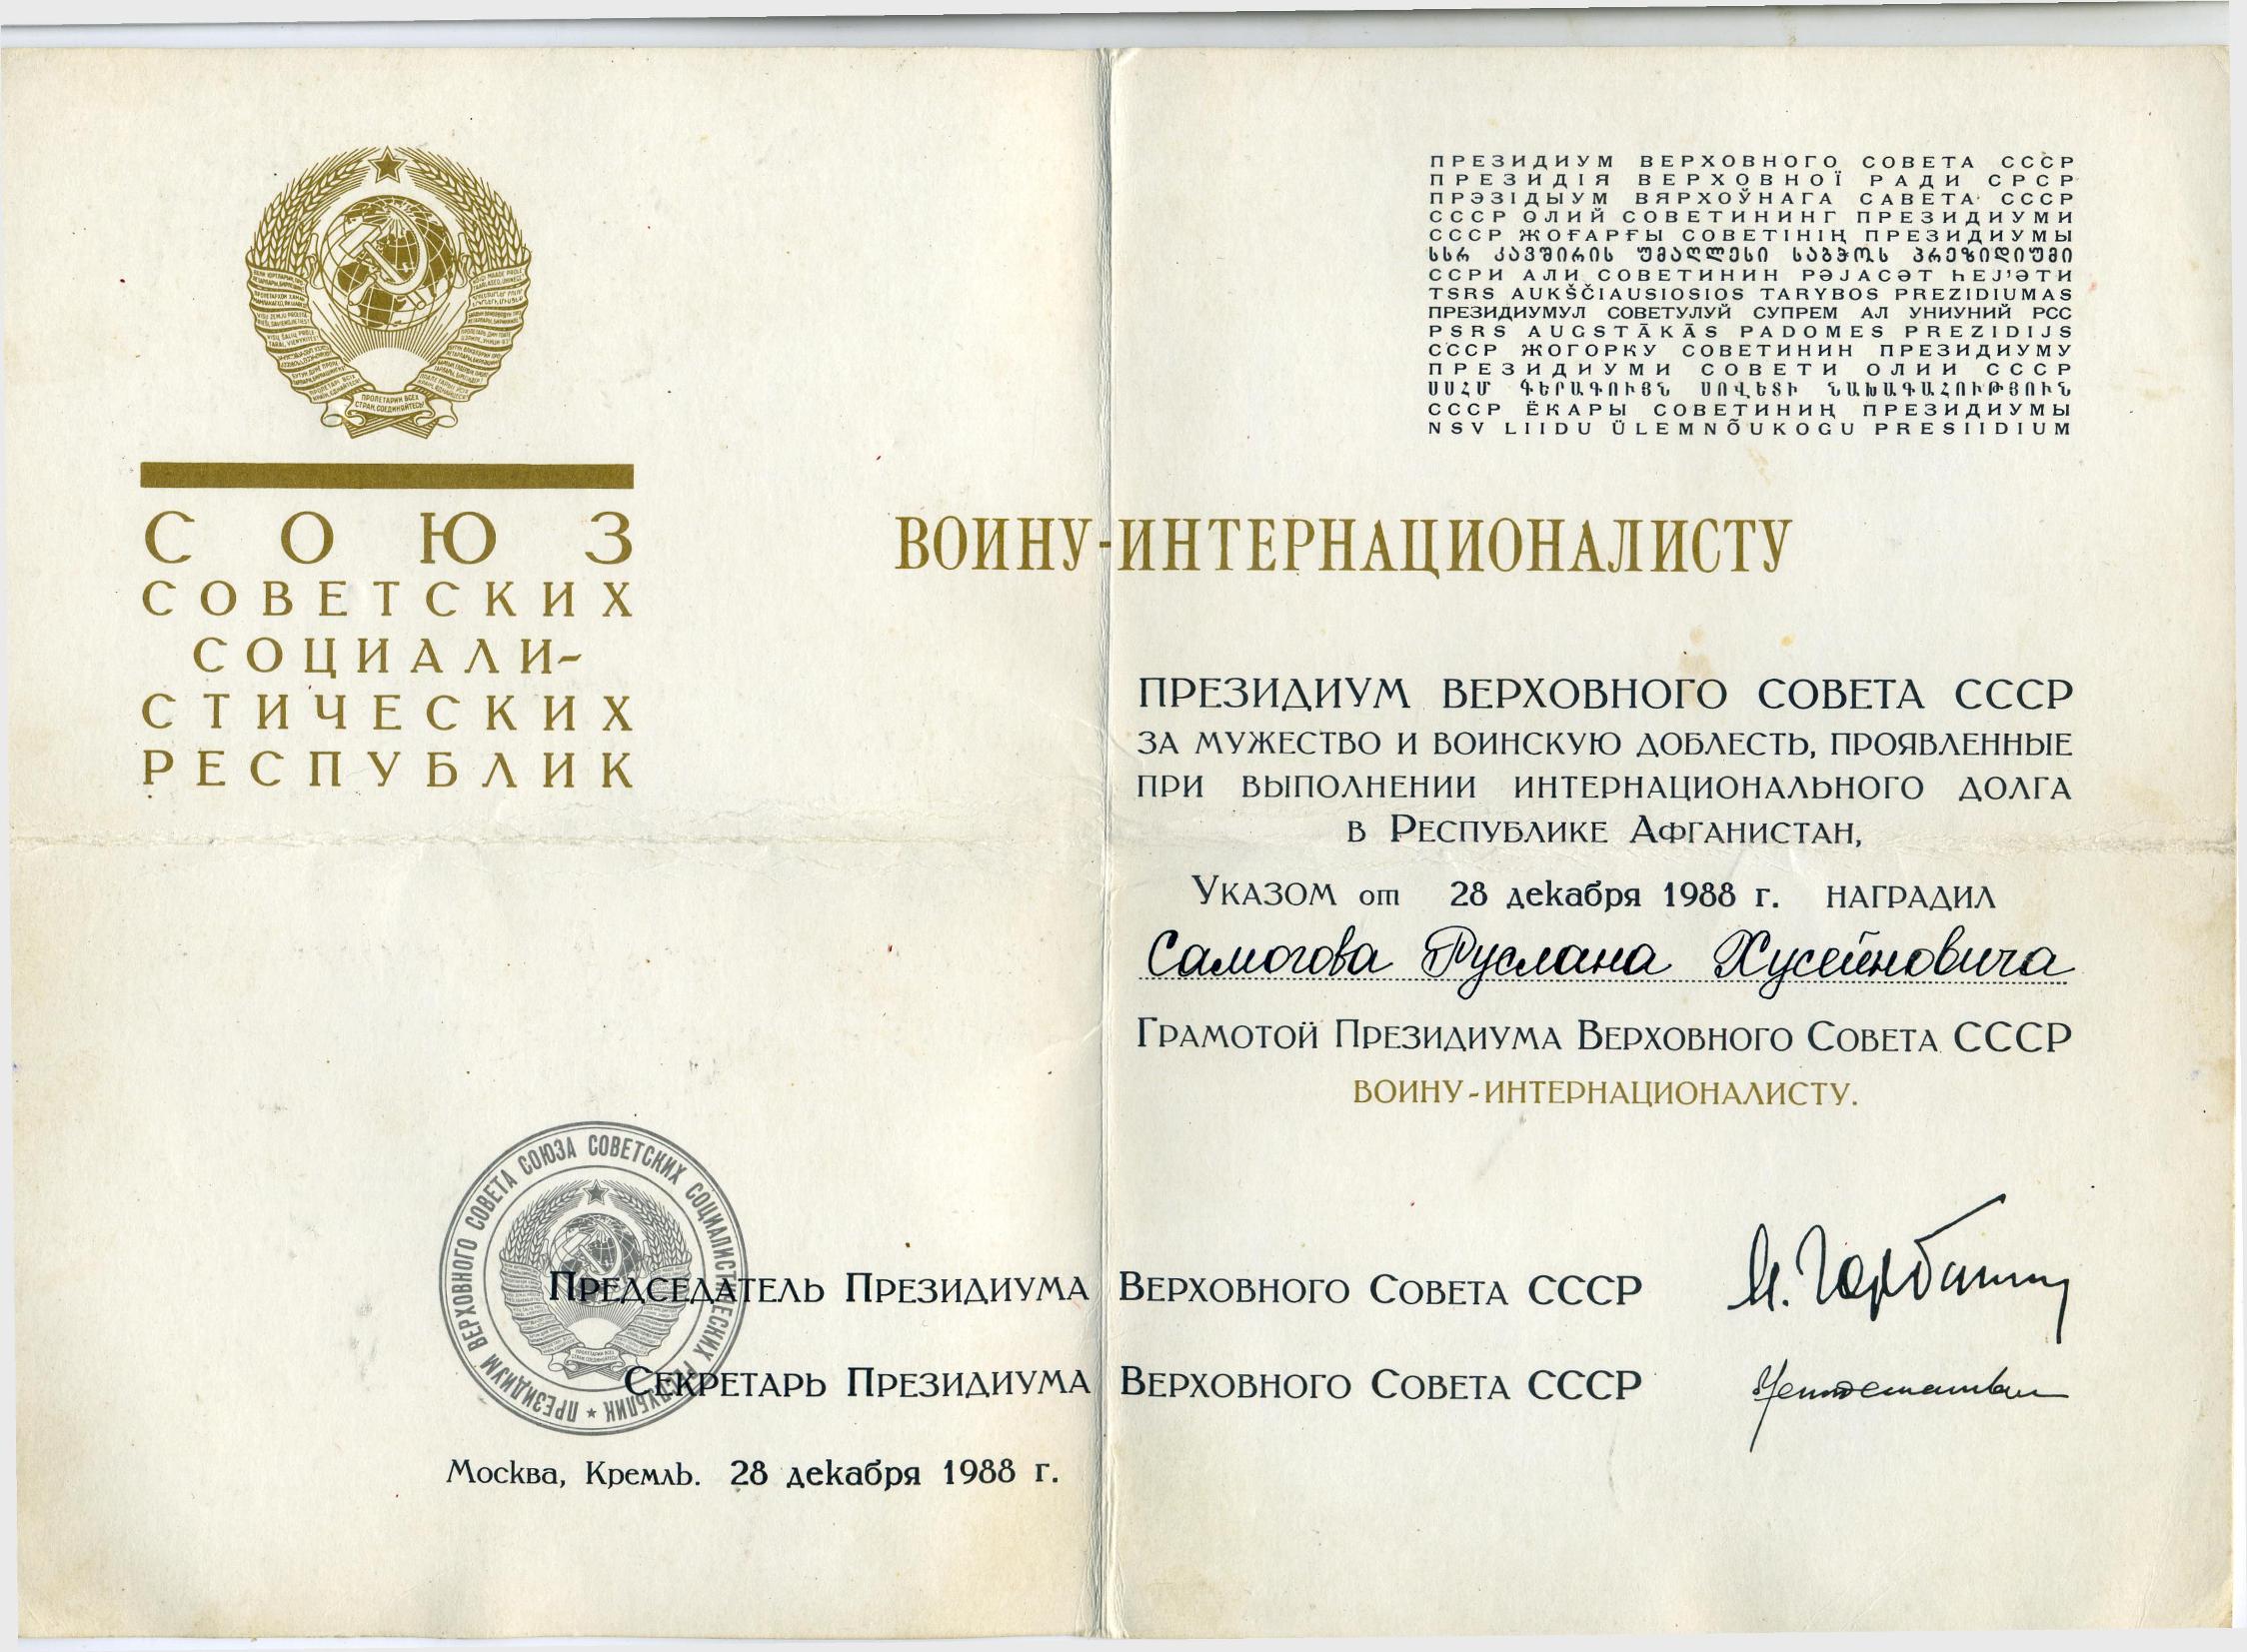 СОЮЗ
СОВЕТСКИХ
СОЦИАЛИ-
СТИЧЕСКИХ
РЕСПУБЛИК
ПРОЛЕТАРИИ ВСЕХ
СТРАН, СОЕДИНЯЙТЕСЬ!
ПРЕЗИДИУМ ВЕРХОВНОГО СОВЕТА СССР
ПРЕЗИДІЯ ВЕРХОВНОЇ РАДИ СРСР
ПРЭЗІДЫУМ ВЯРХОЎНАГА САВЕТА СССР
СССР ОЛИЙ СОВЕТИНИНГ ПРЕЗИДИУМИ
СССР ЖОҒАРҒЫ СОВЕТІНІҢ ПРЕЗИДИУМЫ
სსრ კავშირის უმაღლესი საბჭოს პრეზიდიუმი
ССРИ АЛИ СОВЕТИНИН РӘЈАСӘТ ҺЕЈ'ӘТИ
TSRS AUKŠČIAUSIOSIOS TARYBOS PREZIDIUMAS
ПРЕЗИДИУМУЛ СОВЕТУЛУЙ СУПРЕМ АЛ УНИУНИЙ РСС
PSRS AUGSTĀKĀS PADOMES PREZIDIJS
СССР ЖОГОРКУ СОВЕТИНИН ПРЕЗИДИУМУ
ПРЕЗИДИУМИ СОВЕТИ ОЛИИ СССР
ՍՍՀՄ ԳԵՐԱԳՈՒՅՆ ՍՈՎԵՏԻ ՆԱԽԱԳԱՀՈՒԹՅՈՒՆ
СССР ЁКАРЫ СОВЕТИНИҢ ПРЕЗИДИУМЫ
NSV LIIDU ÜLEMNÕUKOGU PRESIIDIUM
ВОИНУ-ИНТЕРНАЦИОНАЛИСТУ
ПРЕЗИДИУМ ВЕРХОВНОГО СОВЕТА СССР
ЗА МУЖЕСТВО И ВОИНСКУЮ ДОБЛЕСТЬ, ПРОЯВЛЕННЫЕ
ПРИ ВЫПОЛНЕНИИ ИНТЕРНАЦИОНАЛЬНОГО ДОЛГА
В РЕСПУБЛИКЕ АФГАНИСТАН,
УКАЗОМ от 28 декабря 1988 г. НАГРАДИЛ
Самогова Руслана Хусейновича
ГРАМОТОЙ ПРЕЗИДИУМА ВЕРХОВНОГО СОВЕТА СССР
ВОИНУ-ИНТЕРНАЦИОНАЛИСТУ.
ПРЕЗИДИУМ ВЕРХОВНОГО СОВЕТА СОЮЗА СОВЕТСКИХ СОЦИАЛИСТИЧЕСКИХ РЕСПУБЛИК ★
ПРЕДСЕДАТЕЛЬ ПРЕЗИДИУМА ВЕРХОВНОГО СОВЕТА СССР М. Горбачев
СЕКРЕТАРЬ ПРЕЗИДИУМА ВЕРХОВНОГО СОВЕТА СССР
Москва, Кремль. 28 декабря 1988 г.